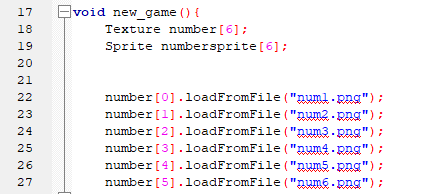 17 void new_game(){
18 Texture number[6];
19 Sprite numbersprite[6];
20
21
22 number[0].loadFromFile("num1.png");
23 number[1].loadFromFile("num2.png");
24 number[2].loadFromFile("num3.png");
25 number[3].loadFromFile("num4.png");
26 number[4].loadFromFile("num5.png");
27 number[5].loadFromFile("num6.png");